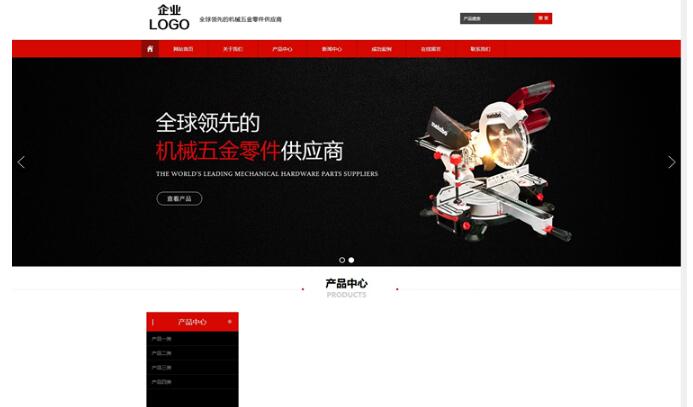 企业
LOGO
全球领先的机械五金零件供应商
产品搜索
搜 索
网站首页
关于我们
产品中心
新闻中心
成功案例
在线留言
联系我们
全球领先的
机械五金零件供应商
THE WORLD'S LEADING MECHANICAL HARDWARE PARTS SUPPLIERS
查看产品
metabo
产品中心
PRODUCTS
产品中心
产品一类
产品二类
产品三类
产品四类